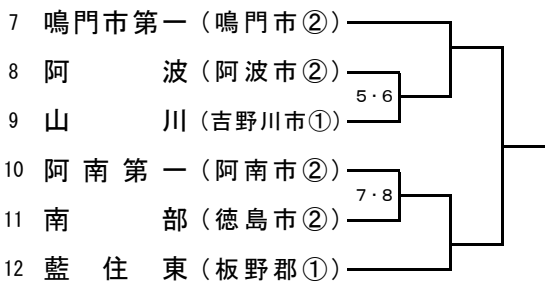 7 鳴門市第一（鳴門市②）
8 阿波（阿波市②）
5・6
9 山川（吉野川市①）
10 阿南第一（阿南市②）
7・8
11 南部（徳島市②）
12 藍住東（板野郡①）